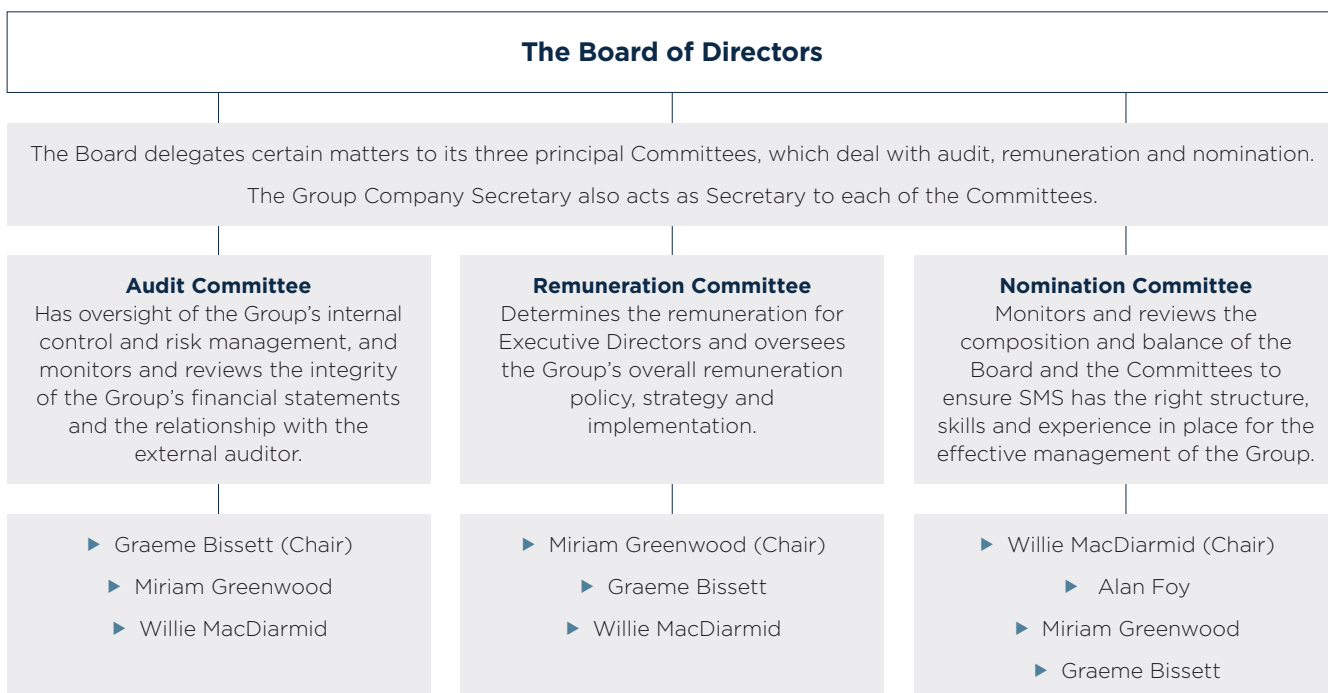 The Board of Directors
The Board delegates certain matters to its three principal Committees, which deal with audit, remuneration and nomination.
The Group Company Secretary also acts as Secretary to each of the Committees.
Audit Committee
Has oversight of the Group's internal
control and risk management, and
monitors and reviews the integrity
of the Group's financial statements
and the relationship with the
external auditor.
Remuneration Committee
Determines the remuneration for
Executive Directors and oversees
the Group's overall remuneration
policy, strategy and
implementation.
Nomination Committee
Monitors and reviews the
composition and balance of the
Board and the Committees to
ensure SMS has the right structure,
skills and experience in place for the
effective management of the Group.
Graeme Bissett (Chair)
Miriam Greenwood
Willie MacDiarmid
Miriam Greenwood (Chair)
Graeme Bissett
Willie MacDiarmid
Willie MacDiarmid (Chair)
Alan Foy
Miriam Greenwood
Graeme Bissett